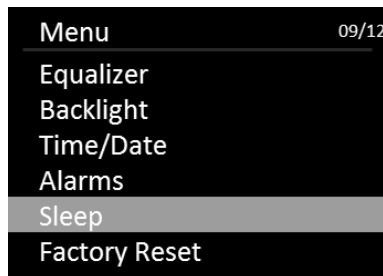 Menu 09/12
Equalizer
Backlight
Time/Date
Alarms
Sleep
Factory Reset